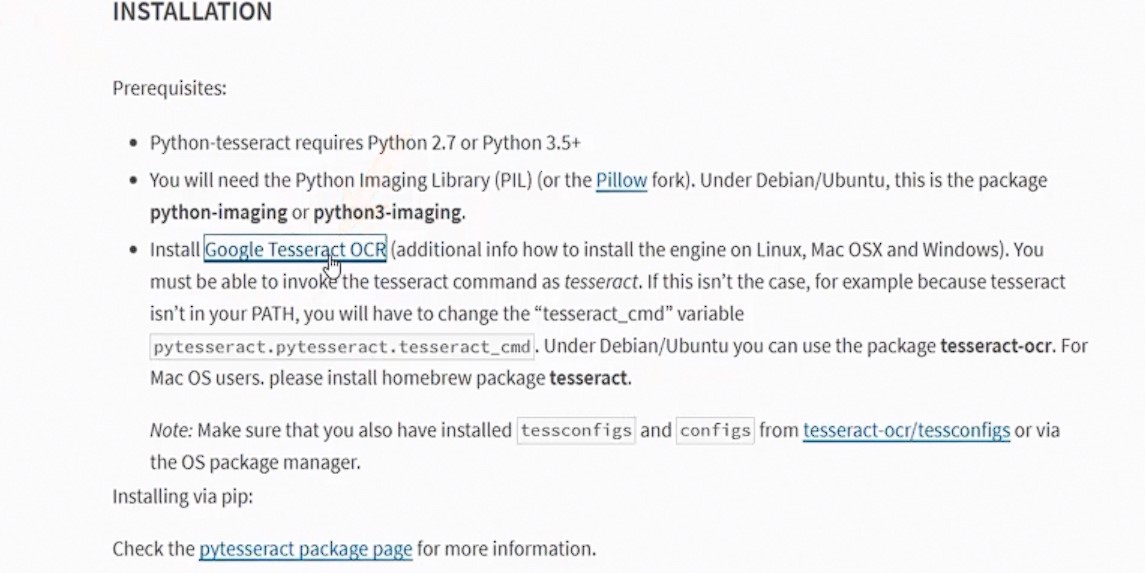 INSTALLATION
Prerequisites:
• Python-tesseract requires Python 2.7 or Python 3.5+
• You will need the Python Imaging Library (PIL) (or the Pillow fork). Under Debian/Ubuntu, this is the package
python-imaging or python3-imaging.
• Install Google Tesseract OCR (additional info how to install the engine on Linux, Mac OSX and Windows). You
must be able to invoke the tesseract command as tesseract. If this isn’t the case, for example because tesseract
isn’t in your PATH, you will have to change the “tesseract_cmd” variable
pytesseract.pytesseract.tesseract_cmd. Under Debian/Ubuntu you can use the package tesseract-ocr. For
Mac OS users. please install homebrew package tesseract.
Note: Make sure that you also have installed tessconfigs and configs from tesseract-ocr/tessconfigs or via
the OS package manager.
Installing via pip:
Check the pytesseract package page for more information.